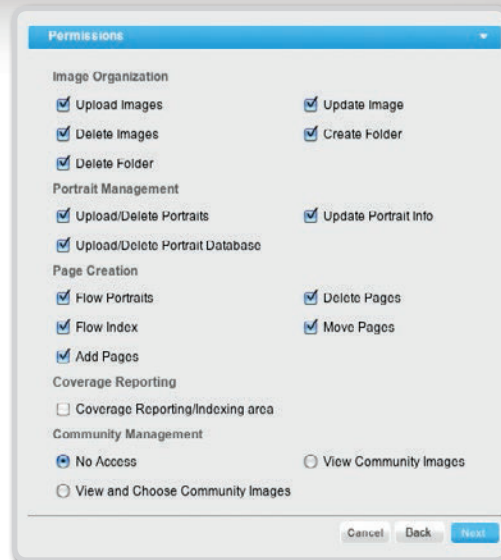 Permissions
Image Organization
Upload Images Update Image
Delete Images Create Folder
Delete Folder
Portrait Management
Upload/Delete Portraits Update Portrait Info
Upload/Delete Portrait Database
Page Creation
Flow Portraits Delete Pages
Flow Index Move Pages
Add Pages
Coverage Reporting
Coverage Reporting/Indexing area
Community Management
No Access View Community Images
View and Choose Community Images
Cancel Back Next